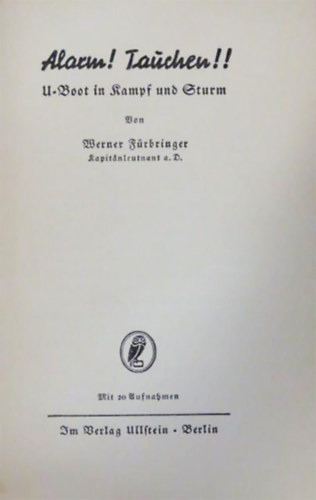 Alarm! Tauchen!!
U-Boot in Kampf und Sturm
Von
Werner Fürbringer
Kapitänleutnant a. D.
Mit 20 Aufnahmen
Im Verlag Ullstein · Berlin